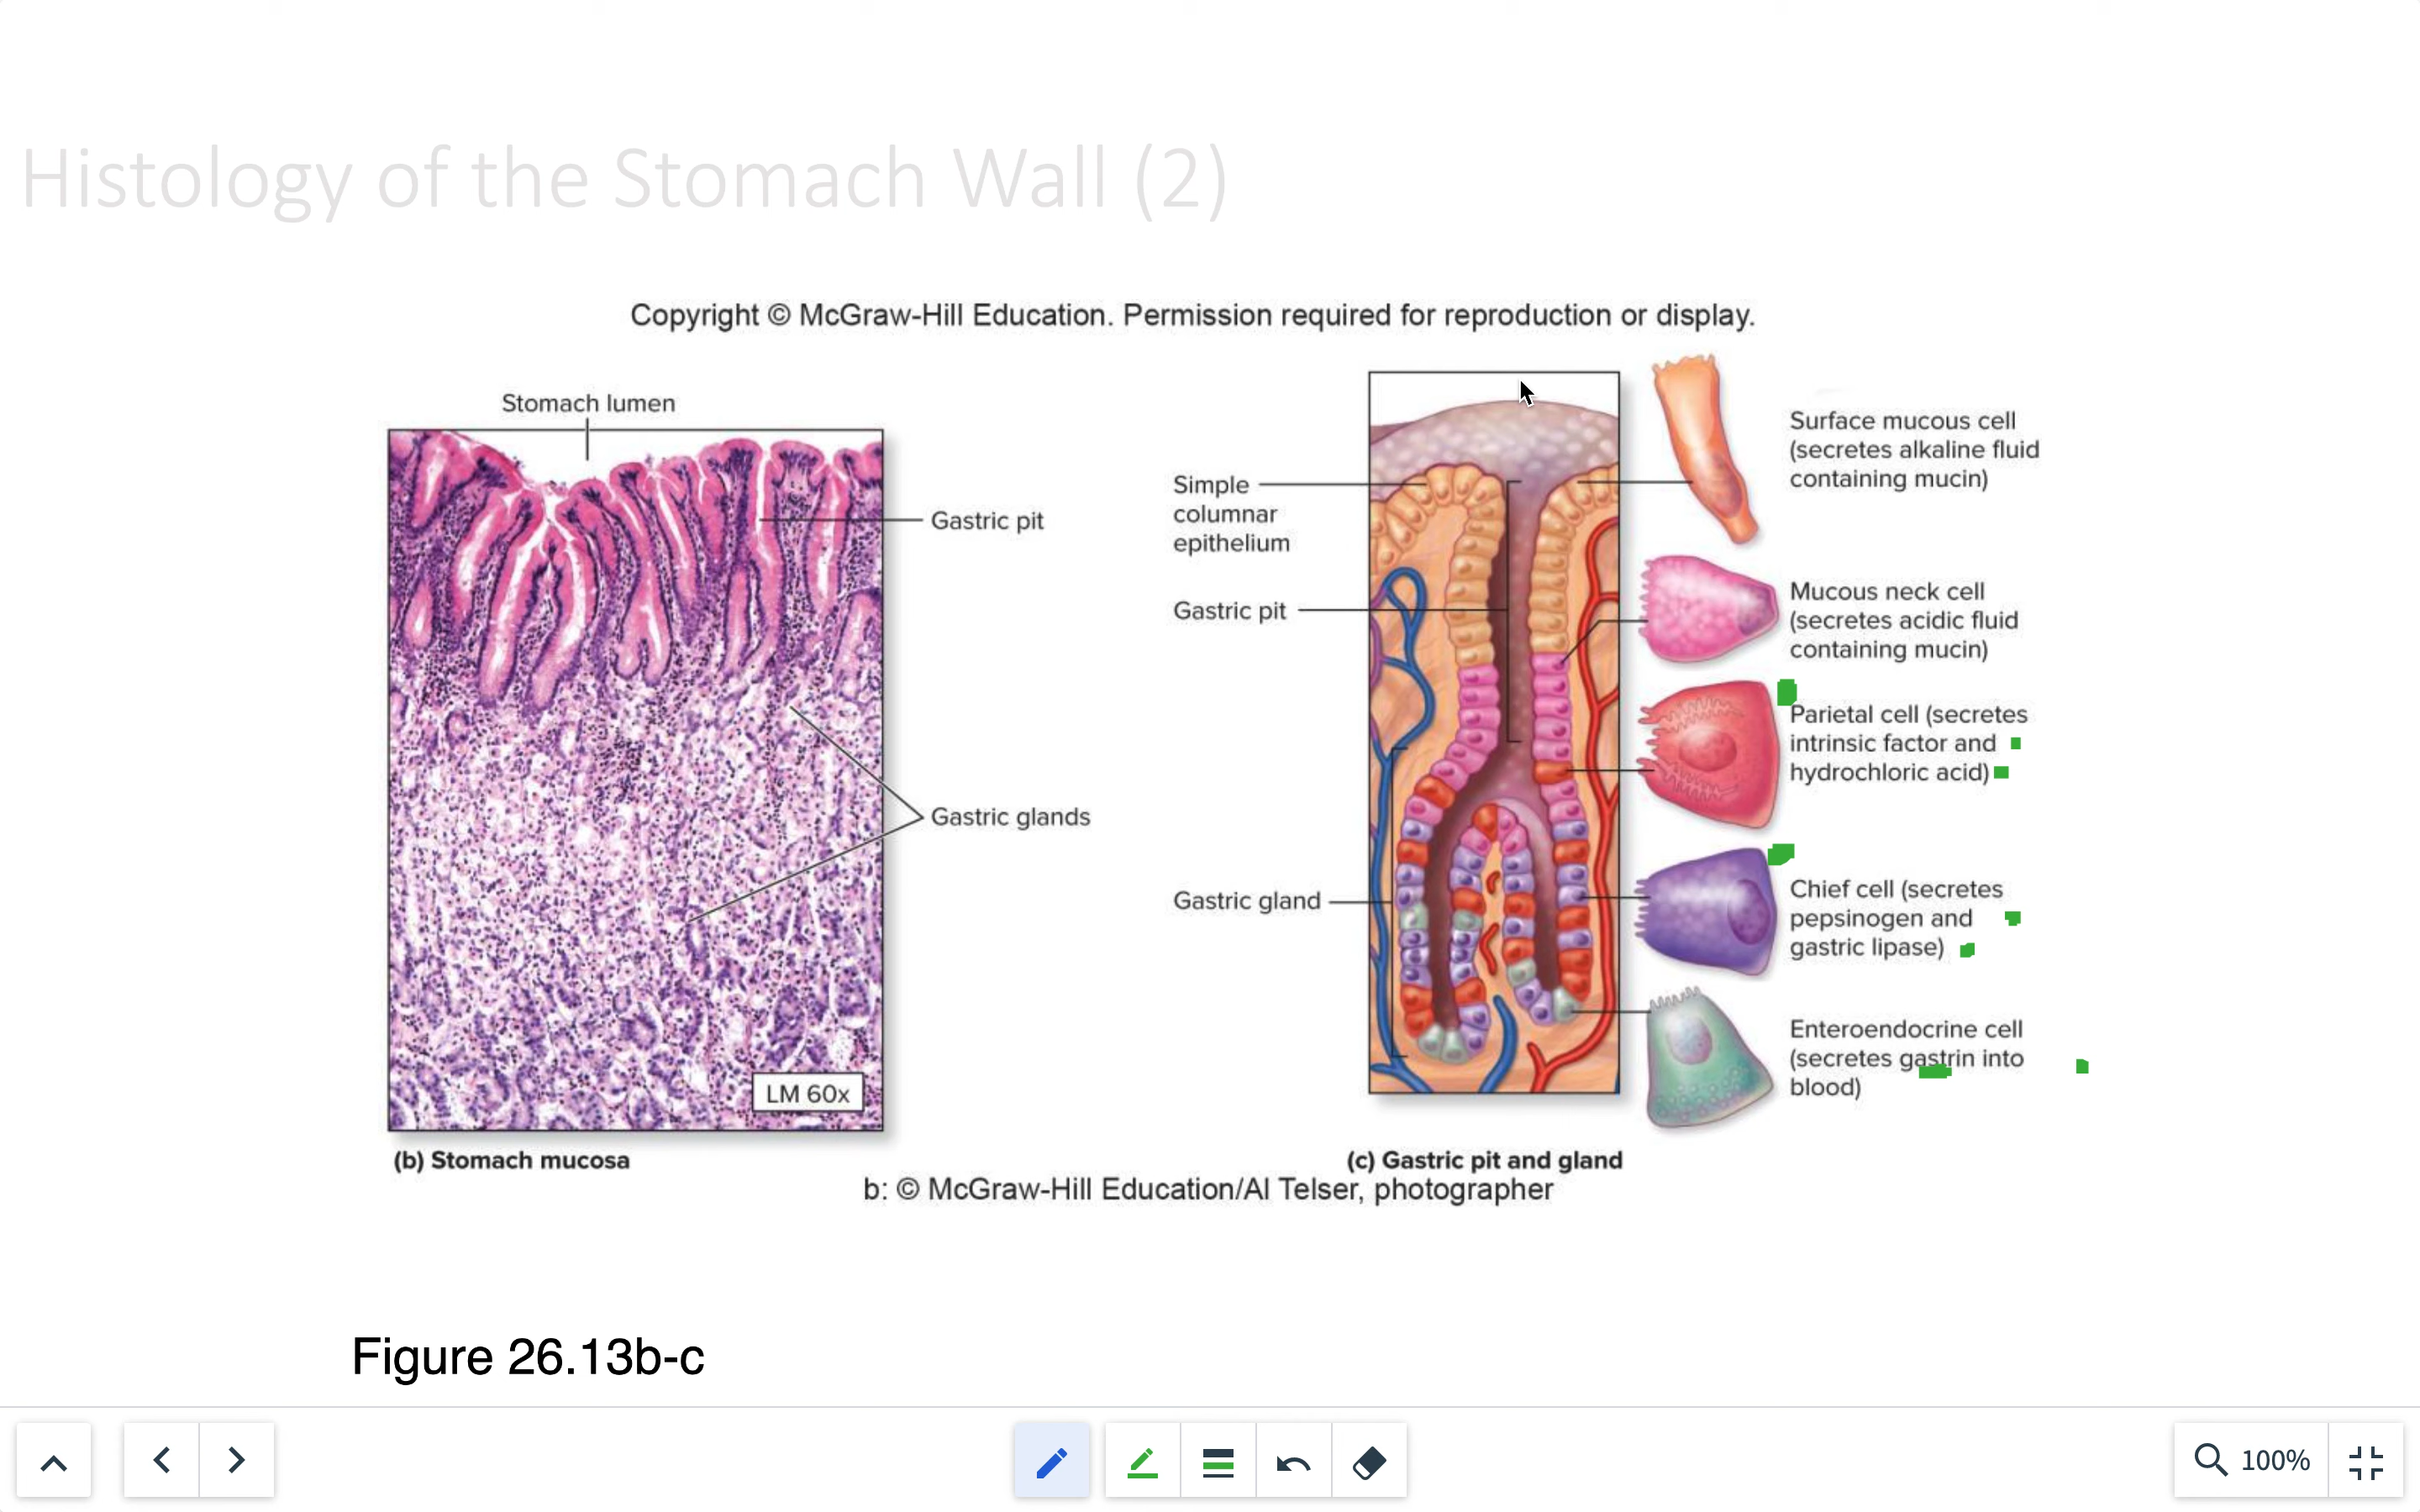 Histology of the Stomach Wall (2)
Copyright © McGraw-Hill Education. Permission required for reproduction or display.
Stomach lumen
Gastric pit
Gastric glands
LM 60x
(b) Stomach mucosa
Simple
columnar
epithelium
Gastric pit
Gastric gland
Surface mucous cell
(secretes alkaline fluid
containing mucin)
Mucous neck cell
(secretes acidic fluid
containing mucin)
Parietal cell (secretes
intrinsic factor and
hydrochloric acid)
Chief cell (secretes
pepsinogen and
gastric lipase)
Enteroendocrine cell
(secretes gastrin into
blood)
(c) Gastric pit and gland
b: © McGraw-Hill Education/Al Telser, photographer
Figure 26.13b-c
100%